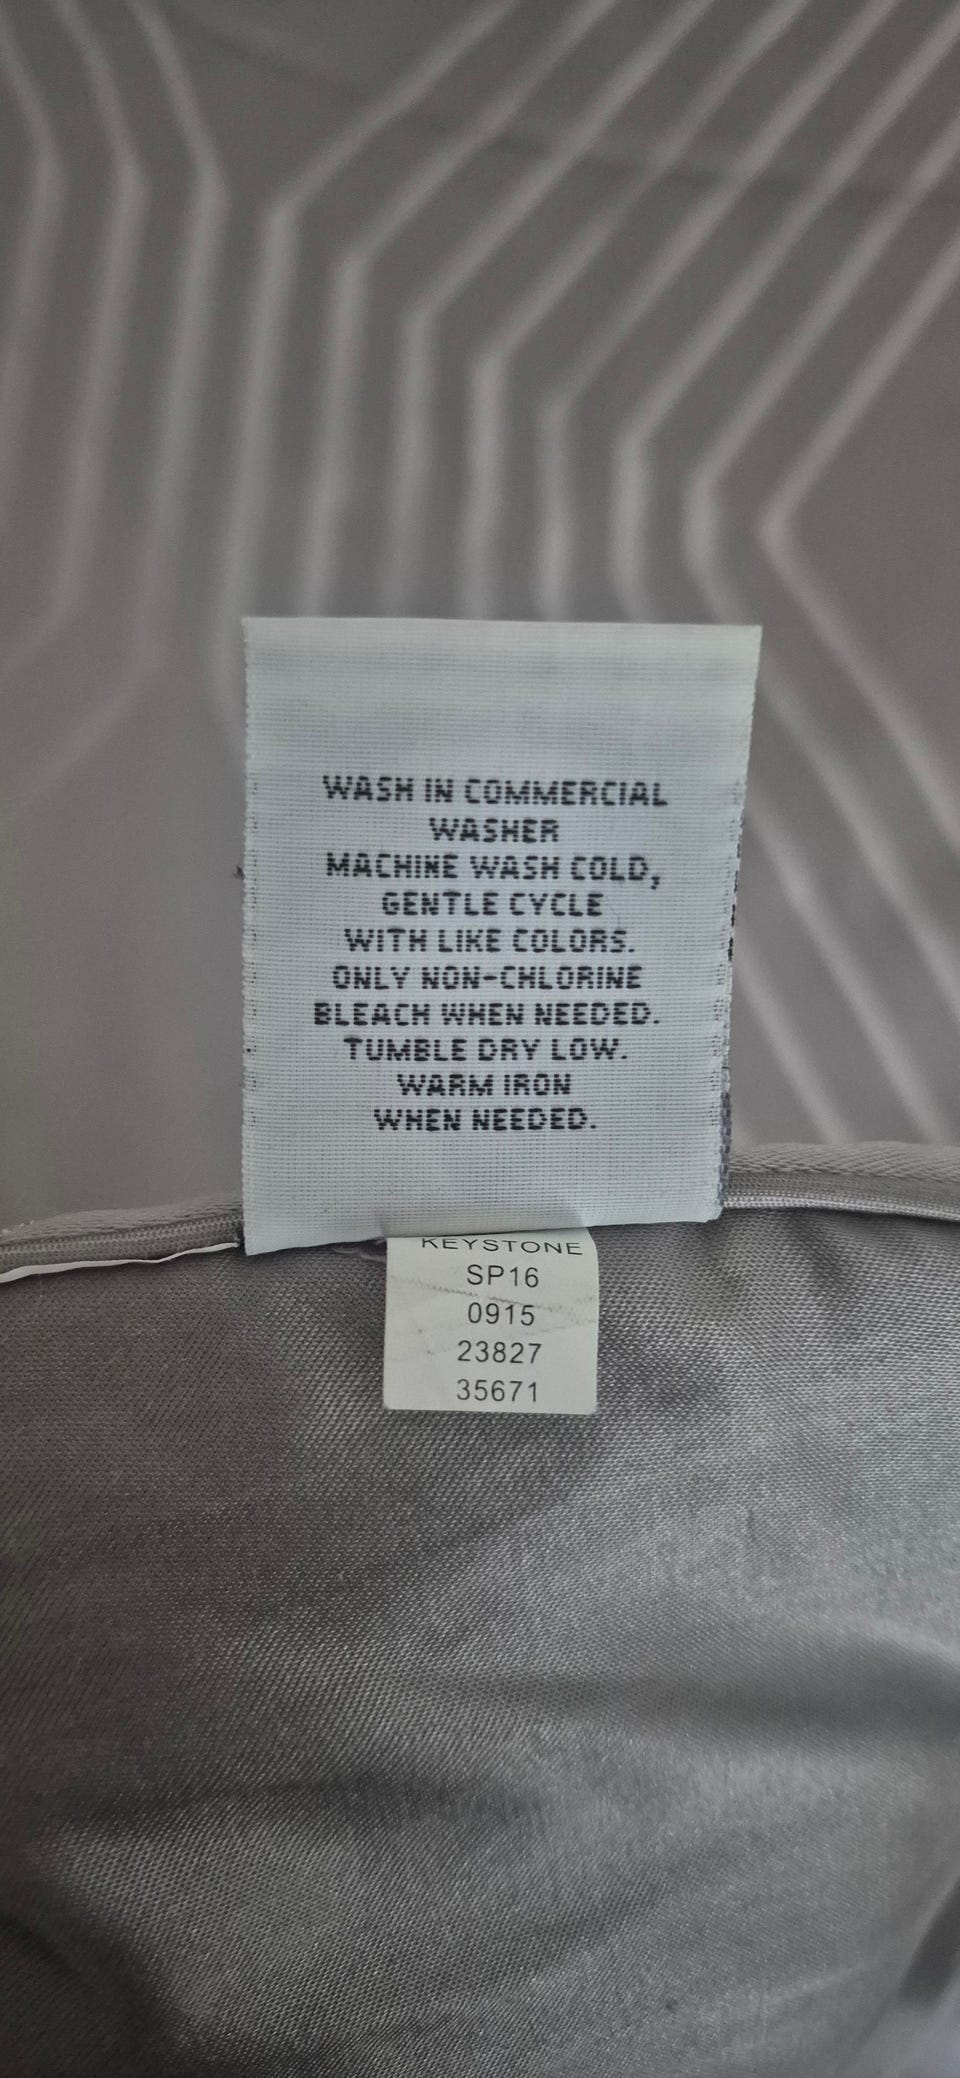 WASH IN COMMERCIAL
WASHER
MACHINE WASH COLD,
GENTLE CYCLE
WITH LIKE COLORS.
ONLY NON-CHLORINE
BLEACH WHEN NEEDED.
TUMBLE DRY LOW.
WARM IRON
WHEN NEEDED.
KEYSTONE
SP16
0915
23827
35671